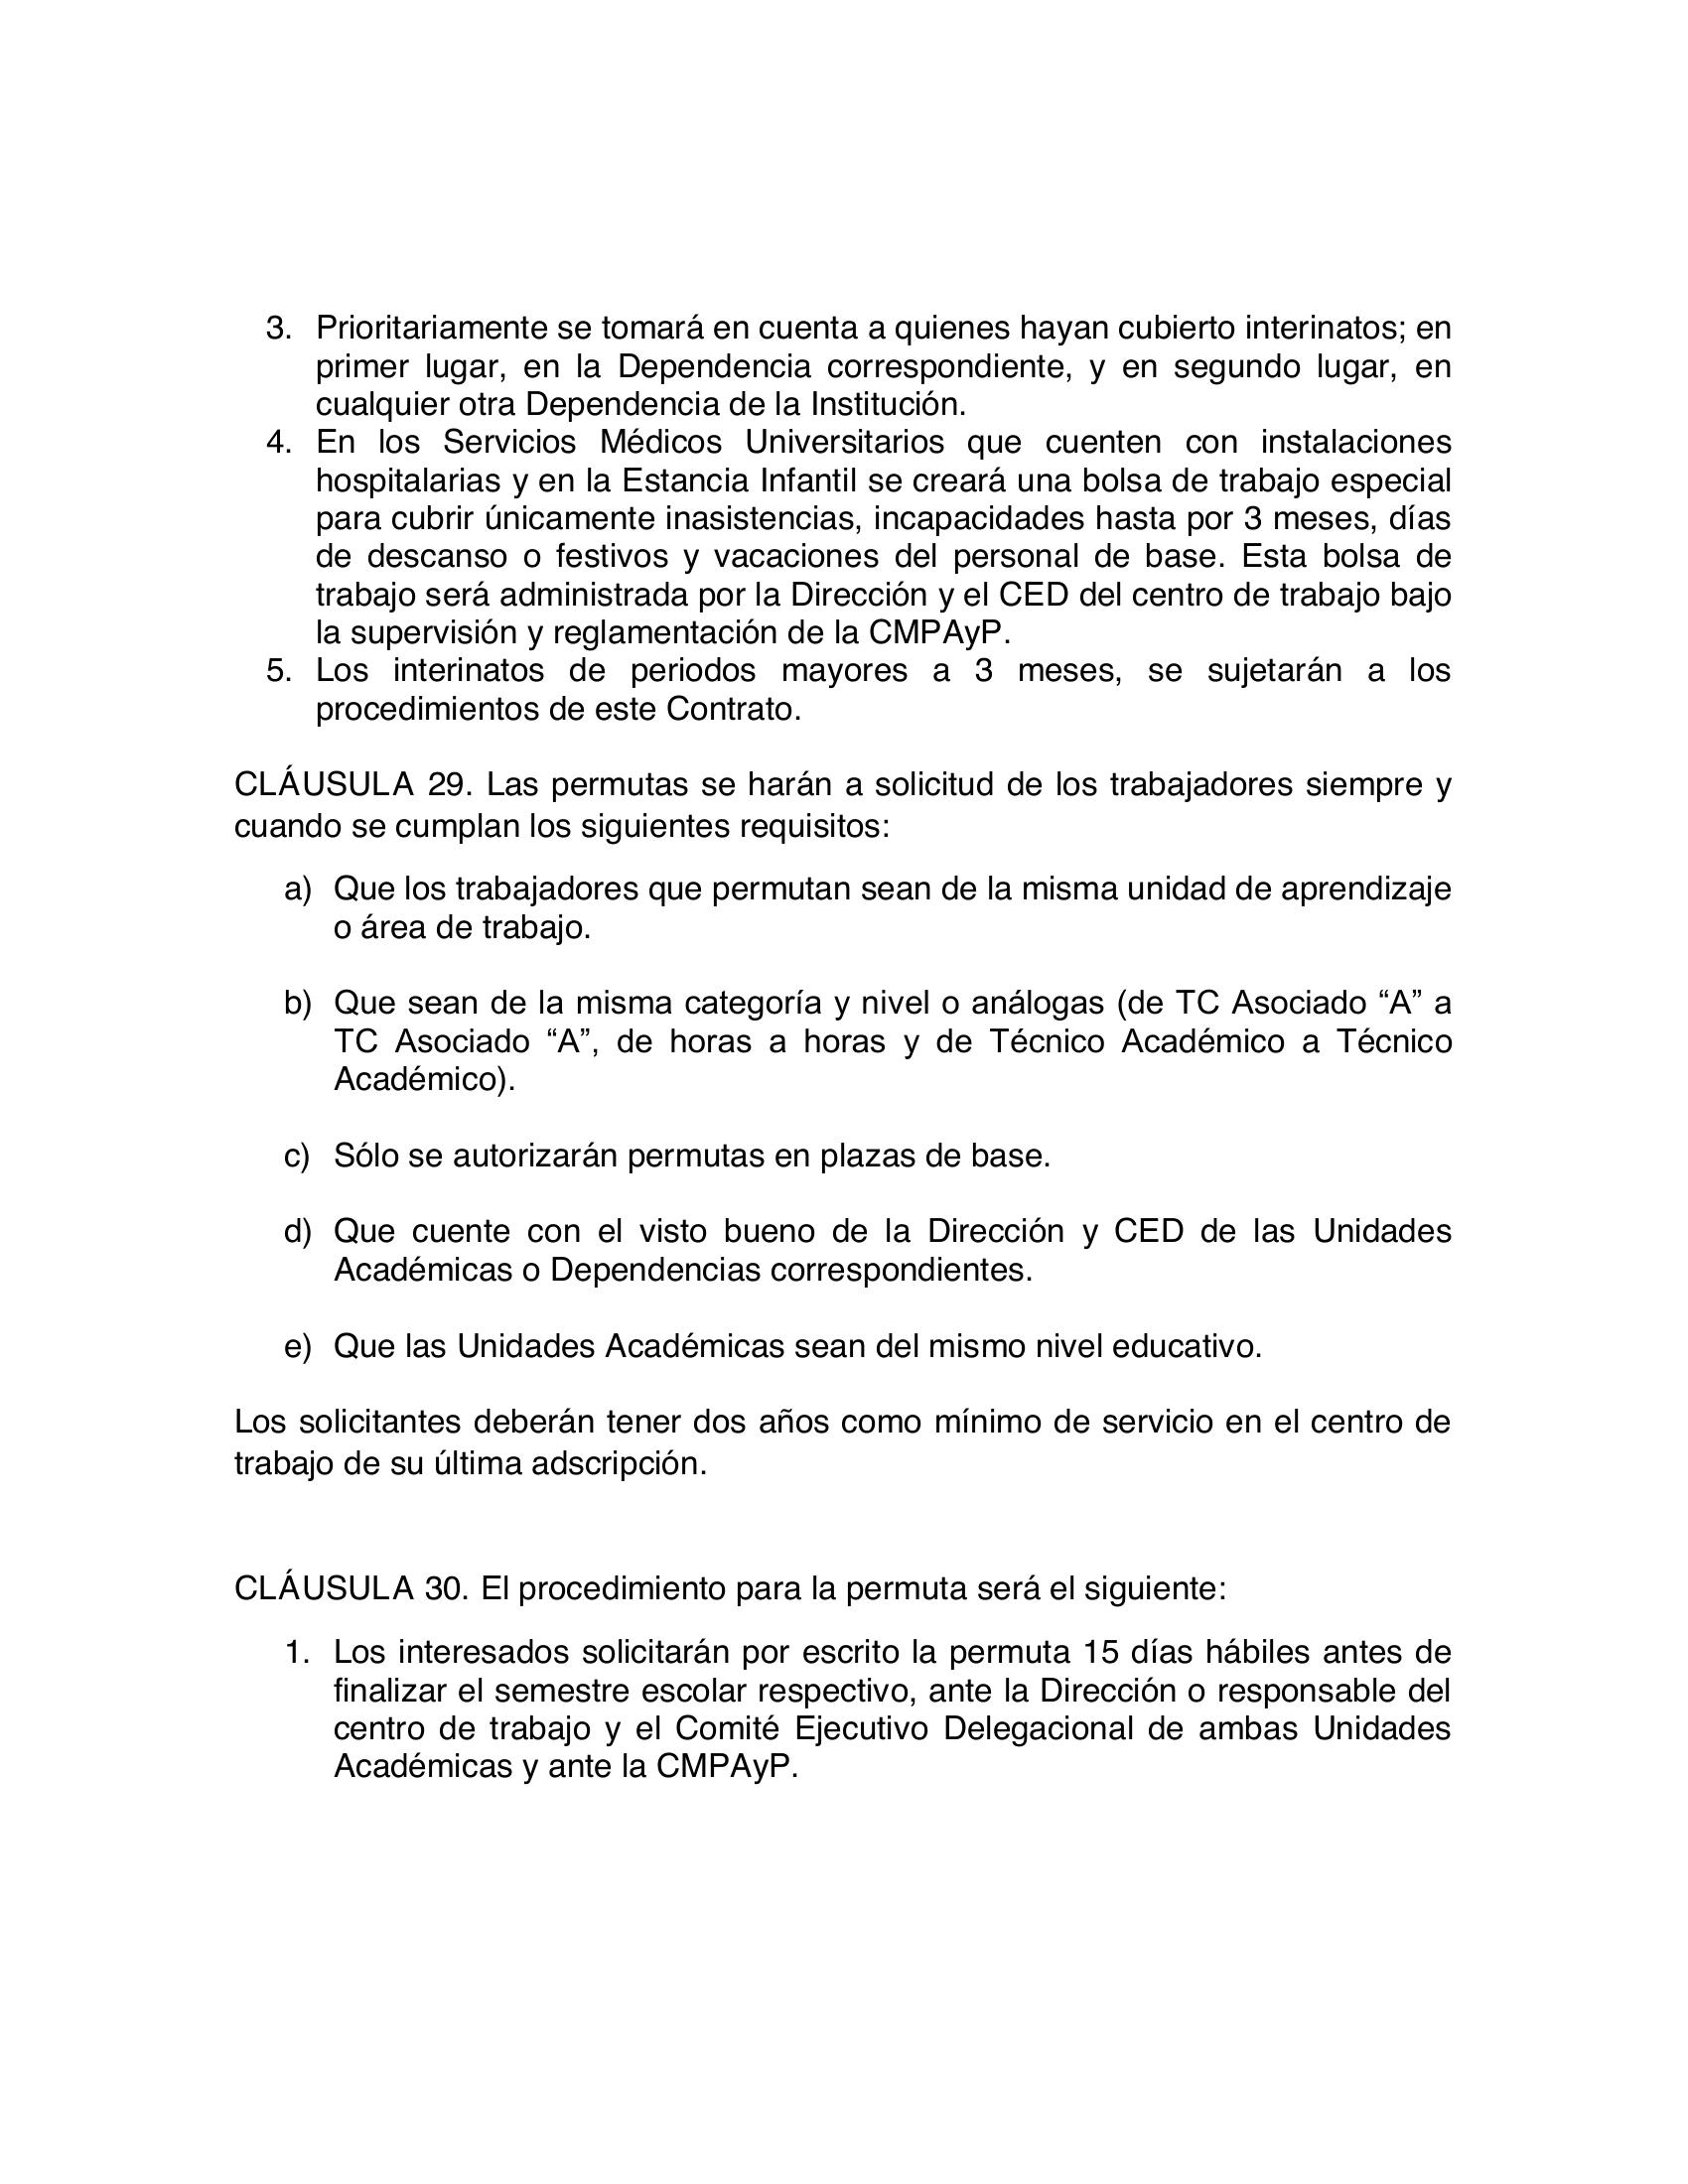 3. Prioritariamente se tomará en cuenta a quienes hayan cubierto interinatos; en
primer lugar, en la Dependencia correspondiente, y en segundo lugar, en
cualquier otra Dependencia de la Institución.
4. En los Servicios Médicos Universitarios que cuenten con instalaciones
hospitalarias y en la Estancia Infantil se creará una bolsa de trabajo especial
para cubrir únicamente inasistencias, incapacidades hasta por 3 meses, días
de descanso o festivos y vacaciones del personal de base. Esta bolsa de
trabajo será administrada por la Dirección y el CED del centro de trabajo bajo
la supervisión y reglamentación de la CMPAyP.
5. Los interinatos de periodos mayores a 3 meses, se sujetarán a los
procedimientos de este Contrato.
CLÁUSULA 29. Las permutas se harán a solicitud de los trabajadores siempre y
cuando se cumplan los siguientes requisitos:
a) Que los trabajadores que permutan sean de la misma unidad de aprendizaje
o área de trabajo.
b) Que sean de la misma categoría y nivel o análogas (de TC Asociado “A” a
TC Asociado “A”, de horas a horas y de Técnico Académico a Técnico
Académico).
c) Sólo se autorizarán permutas en plazas de base.
d) Que cuente con el visto bueno de la Dirección y CED de las Unidades
Académicas o Dependencias correspondientes.
e) Que las Unidades Académicas sean del mismo nivel educativo.
Los solicitantes deberán tener dos años como mínimo de servicio en el centro de
trabajo de su última adscripción.
CLÁUSULA 30. El procedimiento para la permuta será el siguiente:
1. Los interesados solicitarán por escrito la permuta 15 días hábiles antes de
finalizar el semestre escolar respectivo, ante la Dirección o responsable del
centro de trabajo y el Comité Ejecutivo Delegacional de ambas Unidades
Académicas y ante la CMPAyP.